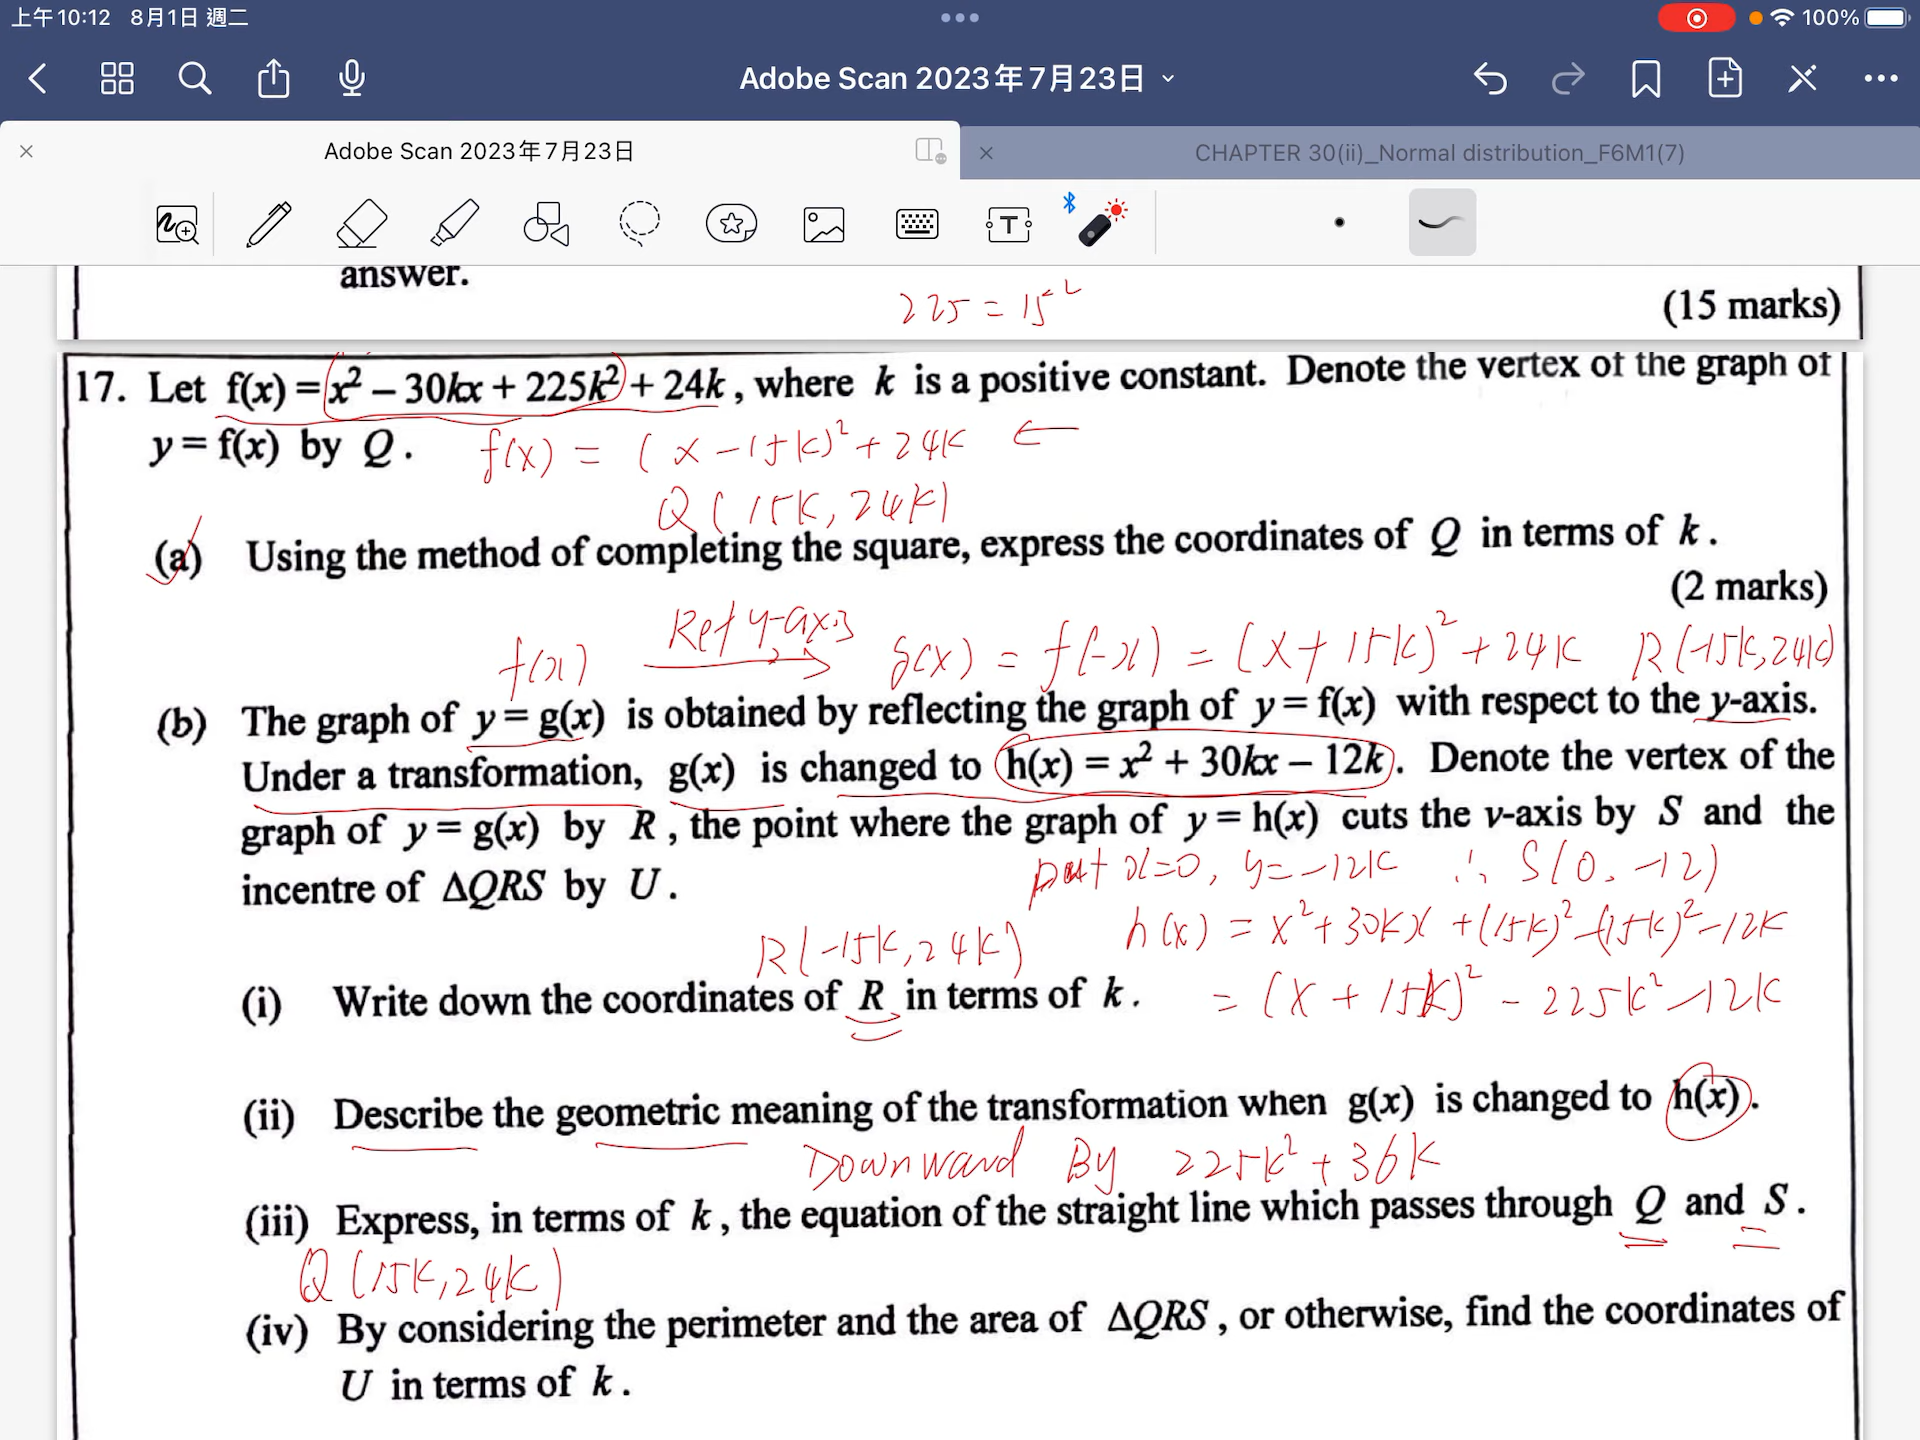 上午10:12 8月1日 週二
100%
Adobe Scan 2023年7月23日
Adobe Scan 2023年7月23日
CHAPTER 30(ii)_Normal distribution_F6M1(7)
answer.
225 = 15²
(15 marks)
17. Let f(x) = x² – 30kx + 225k² + 24k, where k is a positive constant. Denote the vertex of the graph of
y = f(x) by Q.
f(x) = (x – 15k)² + 24k ←
Q(15k, 24k)
(a) Using the method of completing the square, express the coordinates of Q in terms of k.
(2 marks)
f(x) Ref y-axis → g(x) = f(-x) = (x + 15k)² + 24k R(-15k, 24k)
(b) The graph of y = g(x) is obtained by reflecting the graph of y = f(x) with respect to the y-axis.
Under a transformation, g(x) is changed to h(x) = x² + 30kx – 12k. Denote the vertex of the
graph of y = g(x) by R, the point where the graph of y = h(x) cuts the y-axis by S and the
incentre of ΔQRS by U.
put x=0, y=-12k ∴ S(0, -12)
h(x) = x² + 30kx + (15k)² – (15k)² – 12k
R(-15k, 24k)
(i) Write down the coordinates of R in terms of k.
= (x + 15k)² – 225k² – 12k
(ii) Describe the geometric meaning of the transformation when g(x) is changed to h(x).
Downward By 225k² + 36k
(iii) Express, in terms of k, the equation of the straight line which passes through Q and S.
Q(15k, 24k)
(iv) By considering the perimeter and the area of ΔQRS, or otherwise, find the coordinates of
U in terms of k.